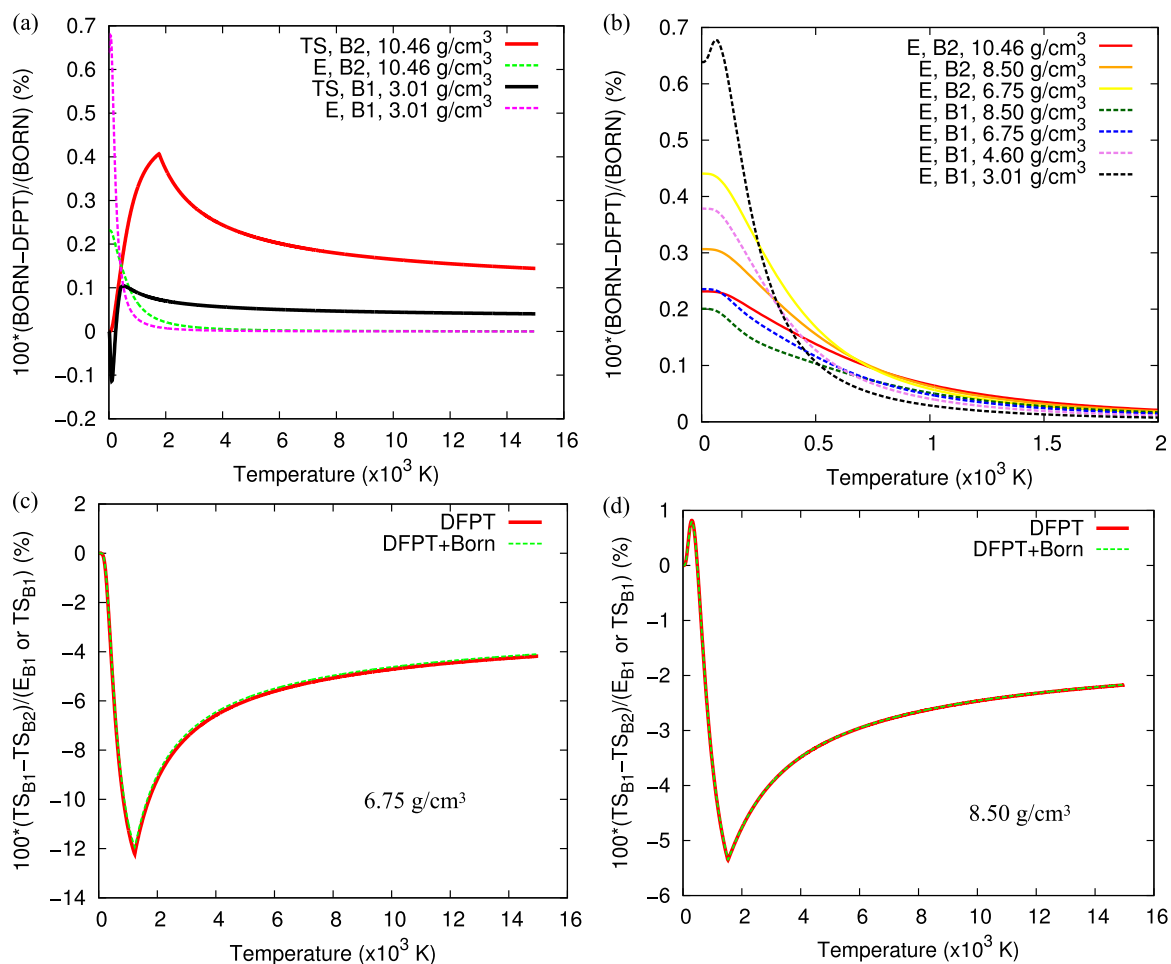 (a)
100*(BORN−DFPT)/(BORN) (%)
0.7
0.6
0.5
0.4
0.3
0.2
0.1
0
−0.1
−0.2
TS, B2, 10.46 g/cm³
E, B2, 10.46 g/cm³
TS, B1, 3.01 g/cm³
E, B1, 3.01 g/cm³
0 2 4 6 8 10 12 14 16
Temperature (x10³ K)
(b)
100*(BORN−DFPT)/(BORN) (%)
0.7
0.6
0.5
0.4
0.3
0.2
0.1
0
E, B2, 10.46 g/cm³
E, B2, 8.50 g/cm³
E, B2, 6.75 g/cm³
E, B1, 8.50 g/cm³
E, B1, 6.75 g/cm³
E, B1, 4.60 g/cm³
E, B1, 3.01 g/cm³
0 0.5 1 1.5 2
Temperature (x10³ K)
(c)
100*(TS_B1−TS_B2)/(E_B1 or TS_B1) (%)
2
0
−2
−4
−6
−8
−10
−12
−14
DFPT
DFPT+Born
6.75 g/cm³
0 2 4 6 8 10 12 14 16
Temperature (x10³ K)
(d)
100*(TS_B1−TS_B2)/(E_B1 or TS_B1) (%)
1
0
−1
−2
−3
−4
−5
−6
DFPT
DFPT+Born
8.50 g/cm³
0 2 4 6 8 10 12 14 16
Temperature (x10³ K)